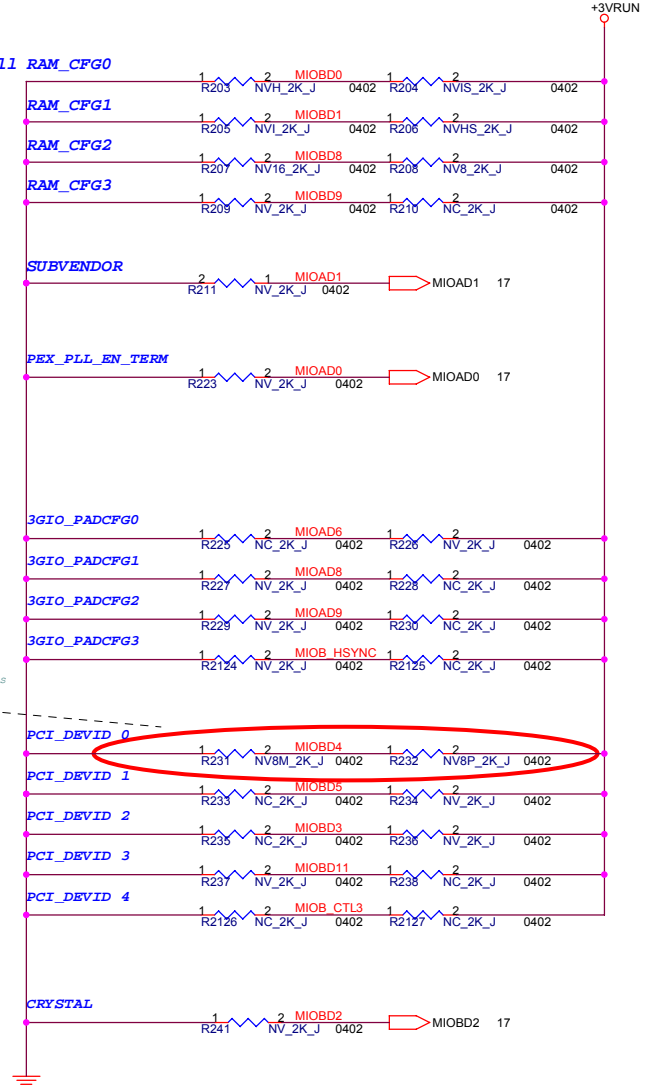 +3VRUN
ll RAM_CFG0
1 2 MIOBD0 1 2
R203 NVH_2K_J 0402 R204 NVIS_2K_J 0402
RAM_CFG1
1 2 MIOBD1 1 2
R205 NVI_2K_J 0402 R206 NVHS_2K_J 0402
RAM_CFG2
1 2 MIOBD8 1 2
R207 NV16_2K_J 0402 R208 NV8_2K_J 0402
RAM_CFG3
1 2 MIOBD9 1 2
R209 NV_2K_J 0402 R210 NC_2K_J 0402
SUBVENDOR
2 1 MIOAD1 MIOAD1 17
R211 NV_2K_J 0402
PEX_PLL_EN_TERM
1 2 MIOAD0 MIOAD0 17
R223 NV_2K_J 0402
3GIO_PADCFG0
1 2 MIOAD6 1 2
R225 NC_2K_J 0402 R226 NV_2K_J 0402
3GIO_PADCFG1
1 2 MIOAD8 1 2
R227 NV_2K_J 0402 R228 NC_2K_J 0402
3GIO_PADCFG2
1 2 MIOAD9 1 2
R229 NV_2K_J 0402 R230 NC_2K_J 0402
3GIO_PADCFG3
1 2 MIOB_HSYNC 1 2
R2124 NV_2K_J 0402 R2125 NC_2K_J 0402
s
PCI_DEVID 0
1 2 MIOBD4 1 2
R231 NV8M_2K_J 0402 R232 NV8P_2K_J 0402
PCI_DEVID 1
1 2 MIOBD5 1 2
R233 NC_2K_J 0402 R234 NV_2K_J 0402
PCI_DEVID 2
1 2 MIOBD3 1 2
R235 NC_2K_J 0402 R236 NV_2K_J 0402
PCI_DEVID 3
1 2 MIOBD11 1 2
R237 NV_2K_J 0402 R238 NC_2K_J 0402
PCI_DEVID 4
1 2 MIOB_CTL3 1 2
R2126 NC_2K_J 0402 R2127 NC_2K_J 0402
CRYSTAL
1 2 MIOBD2 MIOBD2 17
R241 NV_2K_J 0402